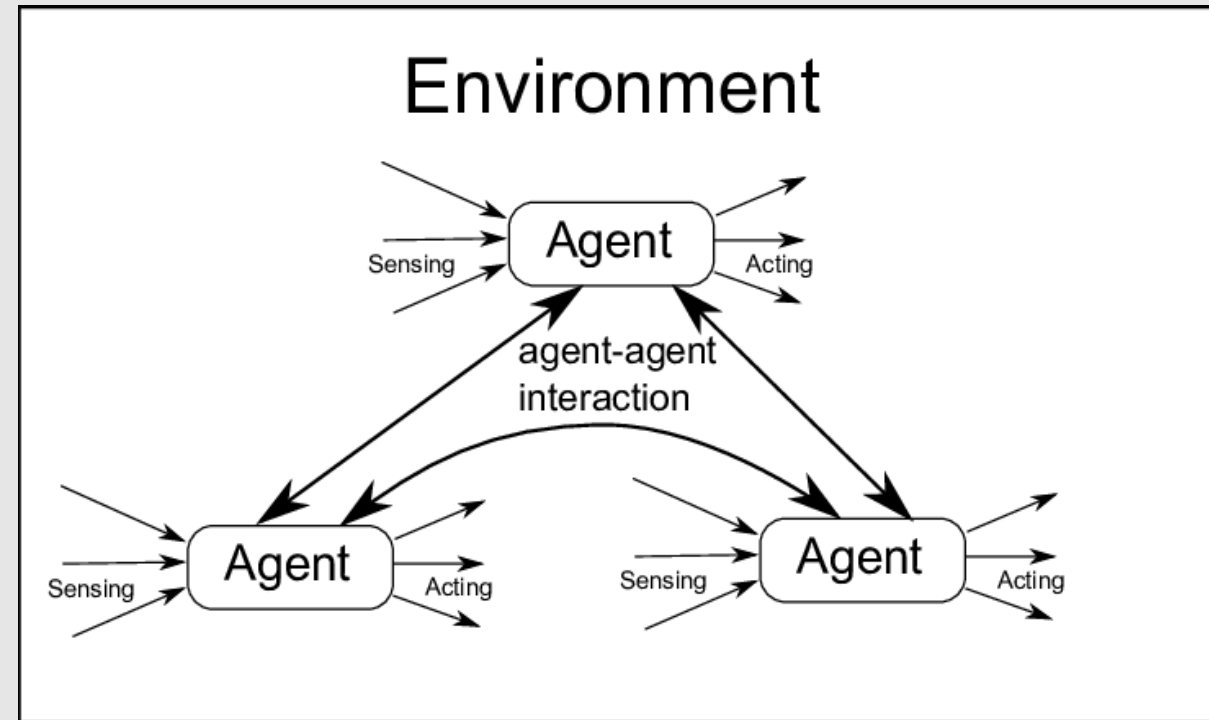 Environment
Agent
Sensing
Acting
agent-agent
interaction
Agent
Sensing
Acting
Agent
Sensing
Acting